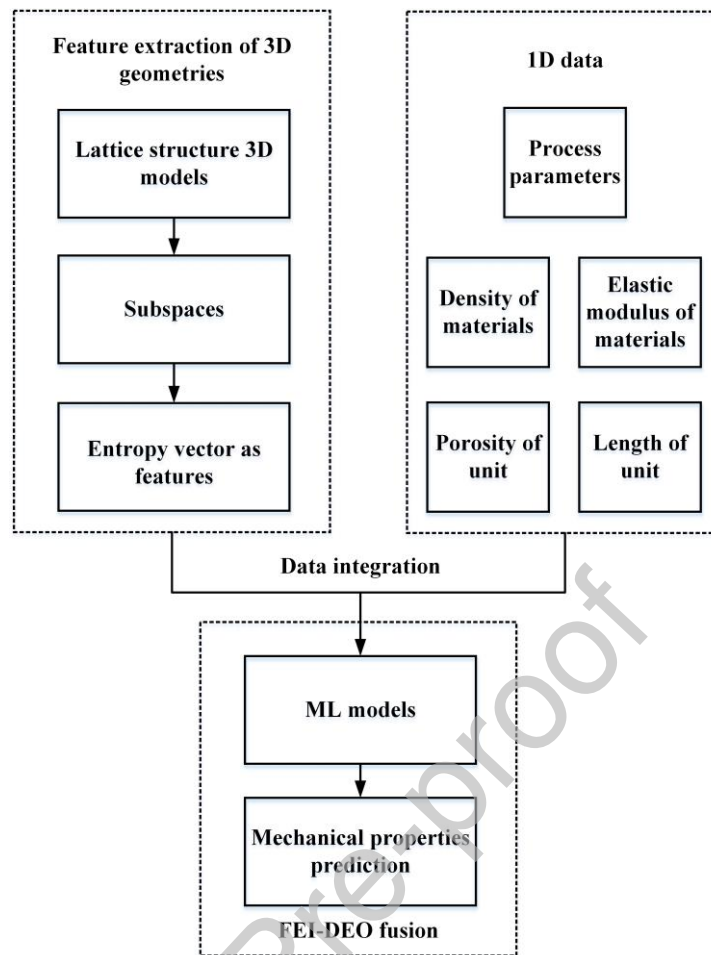 Feature extraction of 3D
geometries
Lattice structure 3D
models
Subspaces
Entropy vector as
features
1D data
Process
parameters
Density of
materials
Elastic
modulus of
materials
Porosity of
unit
Length of
unit
Data integration
ML models
Mechanical properties
prediction
FEI-DEO fusion
Pre-proof